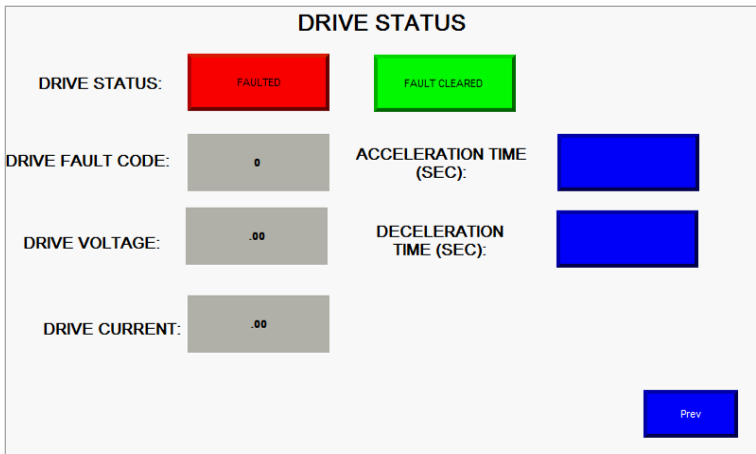 DRIVE STATUS
DRIVE STATUS:
FAULTED
FAULT CLEARED
DRIVE FAULT CODE:
0
ACCELERATION TIME
(SEC):
DRIVE VOLTAGE:
.00
DECELERATION
TIME (SEC):
DRIVE CURRENT:
.00
Prev